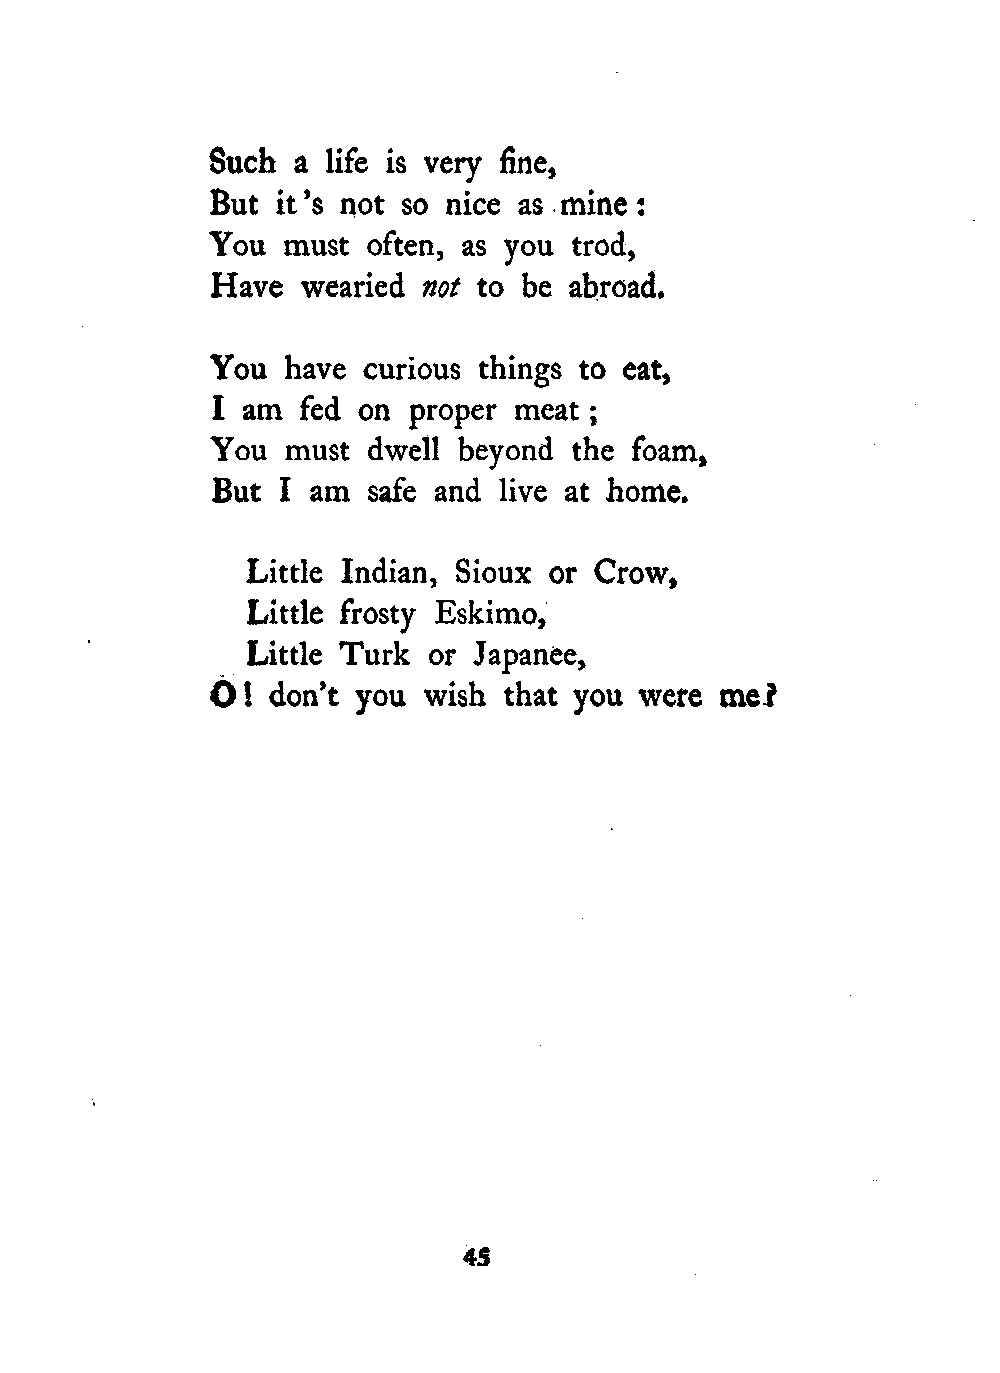 Such a life is very fine,
But it's not so nice as mine:
You must often, as you trod,
Have wearied not to be abroad.

You have curious things to eat,
I am fed on proper meat;
You must dwell beyond the foam,
But I am safe and live at home.

Little Indian, Sioux or Crow,
Little frosty Eskimo,
Little Turk or Japanee,
O! don't you wish that you were me?

45